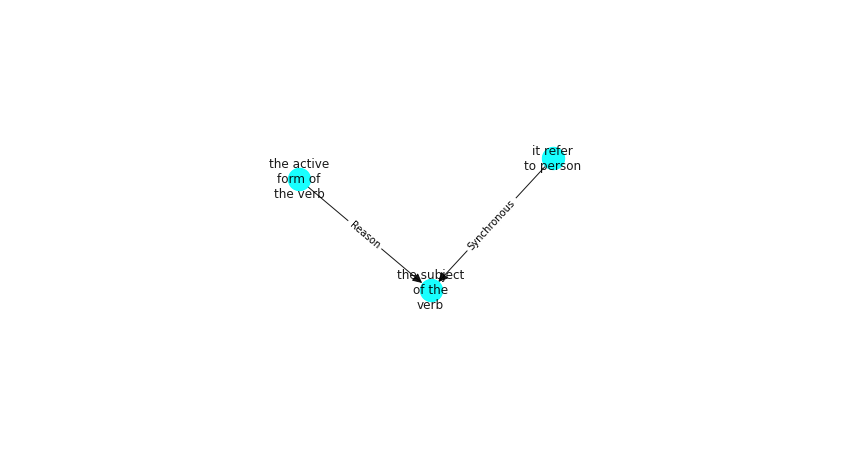 it refer
to person
the active
form of
the verb
Synchronous
Reason
the subject
of the
verb